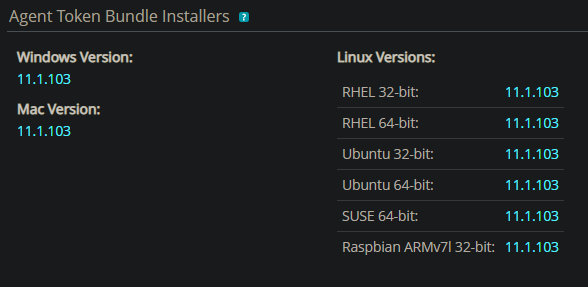 Agent Token Bundle Installers ?
Windows Version:
11.1.103
Mac Version:
11.1.103
Linux Versions:
RHEL 32-bit: 11.1.103
RHEL 64-bit: 11.1.103
Ubuntu 32-bit: 11.1.103
Ubuntu 64-bit: 11.1.103
SUSE 64-bit: 11.1.103
Raspbian ARMv7l 32-bit: 11.1.103